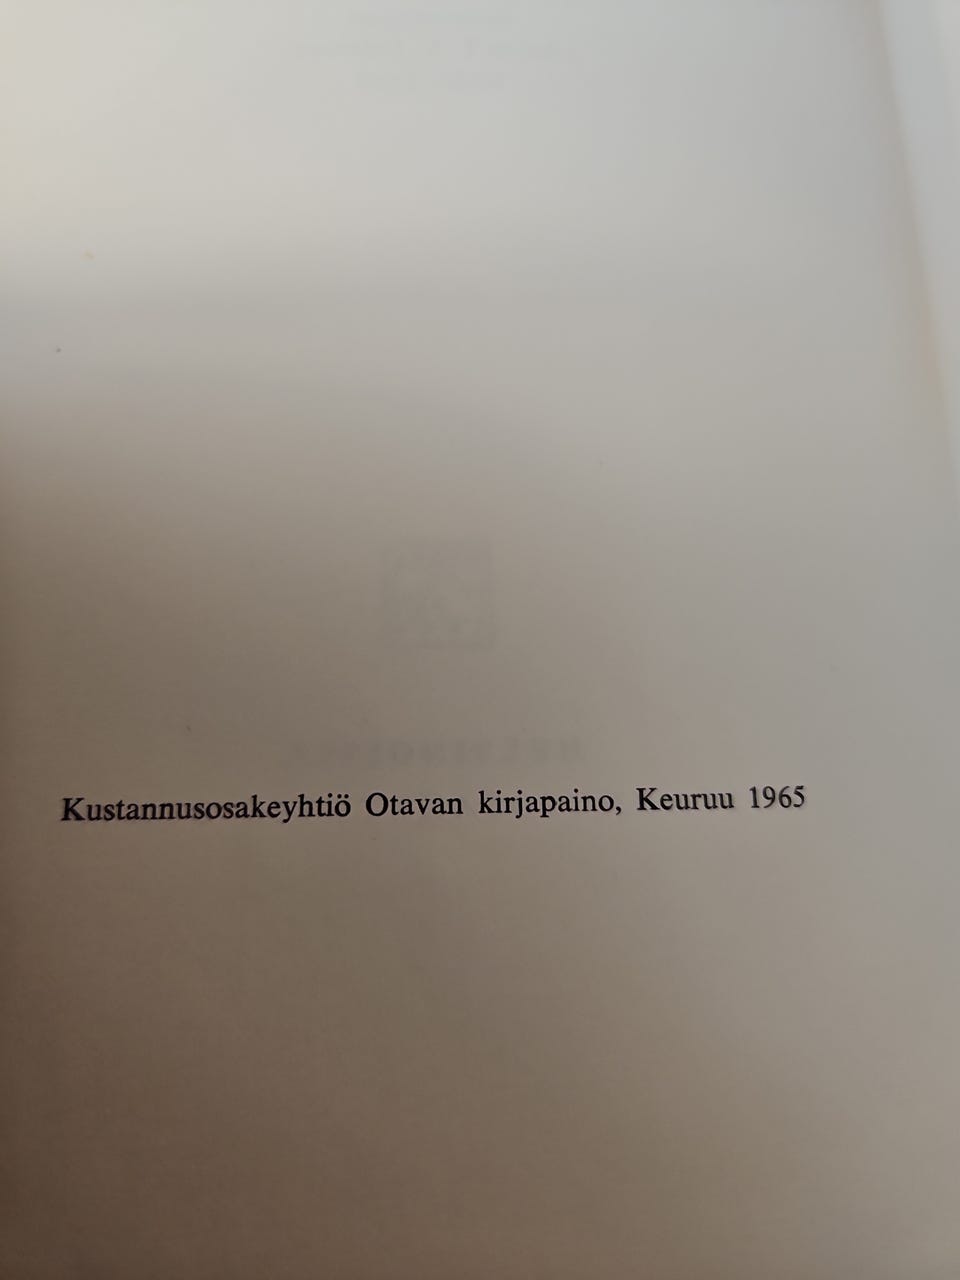 Kustannusosakeyhtiö Otavan kirjapaino, Keuruu 1965